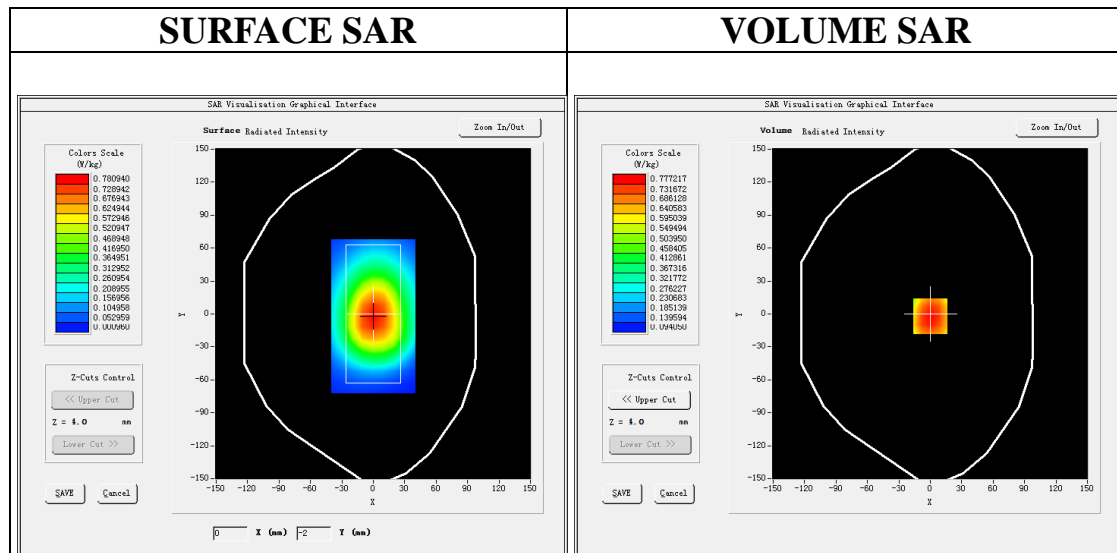 SURFACE SAR
VOLUME SAR
SAR Visualisation Graphical Interface
Surface Radiated Intensity
Zoom In/Out
Colors Scale
(W/kg)
0.780940
0.728942
0.676943
0.624944
0.572946
0.520947
0.468948
0.416950
0.364951
0.312952
0.260954
0.208955
0.156956
0.104958
0.052959
0.000960
150
120
90
60
30
0
-30
-60
-90
-120
-150
Y
-150 -120 -90 -60 -30 0 30 60 90 120 150
X
Z-Cuts Control
<< Upper Cut
Z = 4.0 mm
Lower Cut >>
SAVE Cancel
0 X (mm) -2 Y (mm)
SAR Visualisation Graphical Interface
Volume Radiated Intensity
Zoom In/Out
Colors Scale
(W/kg)
0.777217
0.731672
0.686128
0.640583
0.595039
0.549494
0.503950
0.458405
0.412861
0.367316
0.321772
0.276227
0.230683
0.185139
0.139594
0.094050
150
120
90
60
30
0
-30
-60
-90
-120
-150
Y
-150 -120 -90 -60 -30 0 30 60 90 120 150
X
Z-Cuts Control
<< Upper Cut
Z = 4.0 mm
Lower Cut >>
SAVE Cancel